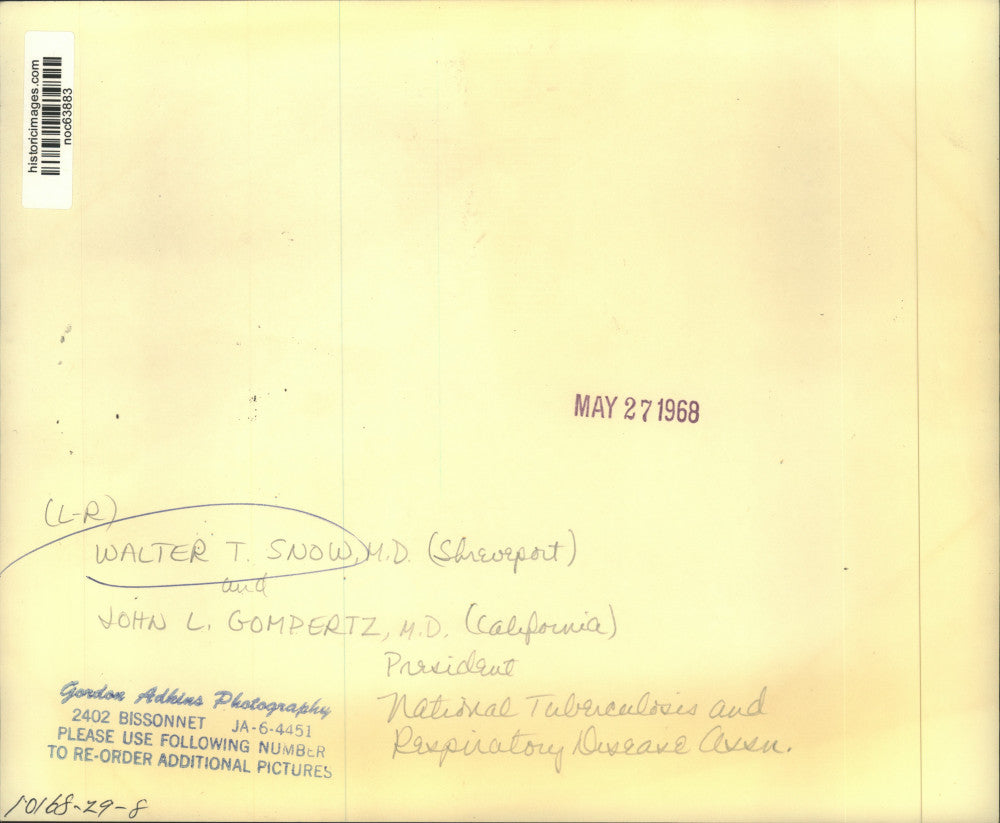 historicimages.com
noc63883
MAY 27 1968
(L-R)
WALTER T. SNOW, M.D. (Shreveport)
and
JOHN L. GOMPERTZ, M.D. (California)
President
National Tuberculosis and
Respiratory Disease Assn.
Gordon Adkins Photography
2402 BISSONNET JA-6-4451
PLEASE USE FOLLOWING NUMBER
TO RE-ORDER ADDITIONAL PICTURES
10168-29-8